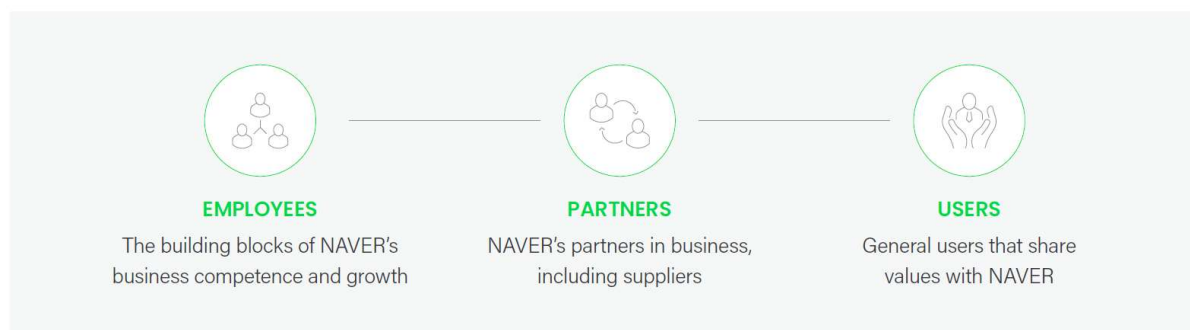 EMPLOYEES
The building blocks of NAVER's
business competence and growth
PARTNERS
NAVER's partners in business,
including suppliers
USERS
General users that share
values with NAVER